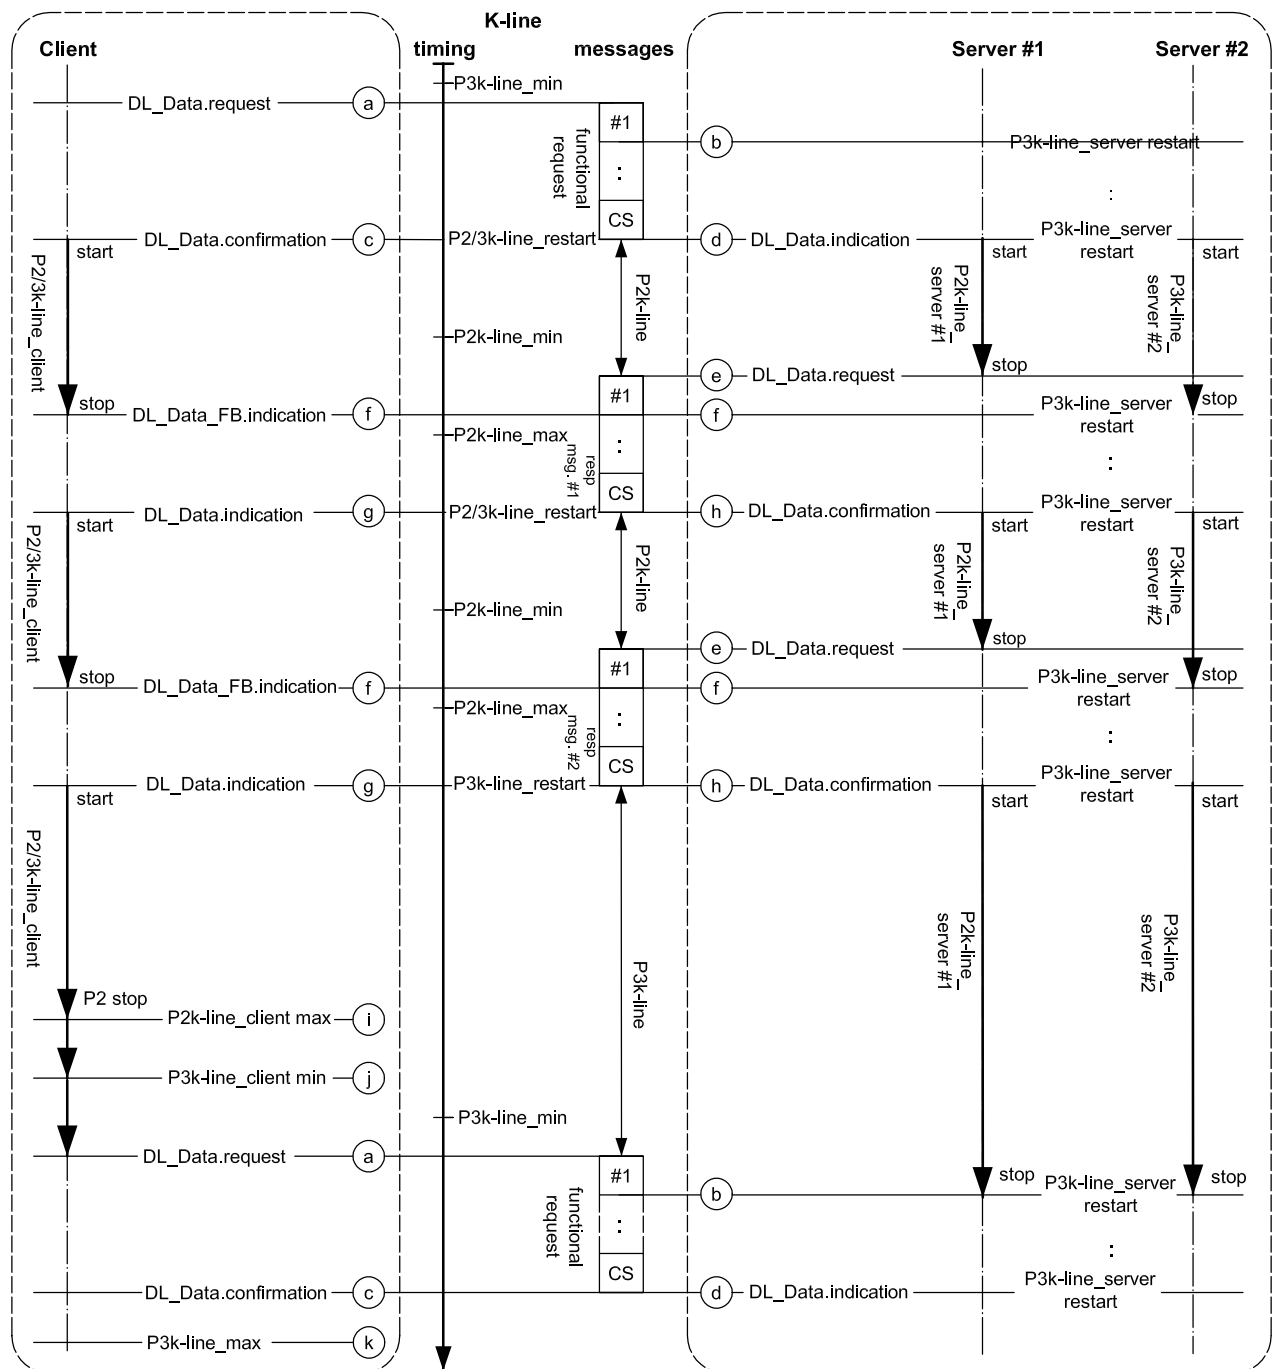 K-line
Client
timing
messages
Server #1
Server #2
P3k-line_min
DL_Data.request
a
#1
functional
request
:
CS
b
P3k-line_server restart
:
DL_Data.confirmation
c
P2/3k-line_restart
d
DL_Data.indication
P3k-line_server
restart
start
start
start
P2/3k-line_client
P2k-line
P2k-line_
server #1
P3k-line_
server #2
P2k-line_min
e
DL_Data.request
stop
#1
stop
DL_Data_FB.indication
f
f
P3k-line_server
restart
stop
P2k-line_max
resp
msg. #1
:
:
CS
DL_Data.indication
g
P2/3k-line_restart
h
DL_Data.confirmation
P3k-line_server
restart
start
start
start
P2/3k-line_client
P2k-line
P2k-line_
server #1
P3k-line_
server #2
P2k-line_min
e
DL_Data.request
stop
#1
stop
DL_Data_FB.indication
f
f
P3k-line_server
restart
stop
P2k-line_max
resp
msg. #2
:
:
CS
DL_Data.indication
g
P3k-line_restart
h
DL_Data.confirmation
P3k-line_server
restart
start
start
start
P2/3k-line_client
P3k-line
P2k-line_
server #1
P3k-line_
server #2
P2 stop
P2k-line_client max
i
P3k-line_client min
j
P3k-line_min
DL_Data.request
a
#1
functional
request
:
CS
b
stop
P3k-line_server
restart
stop
:
DL_Data.confirmation
c
d
DL_Data.indication
P3k-line_server
restart
P3k-line_max
k